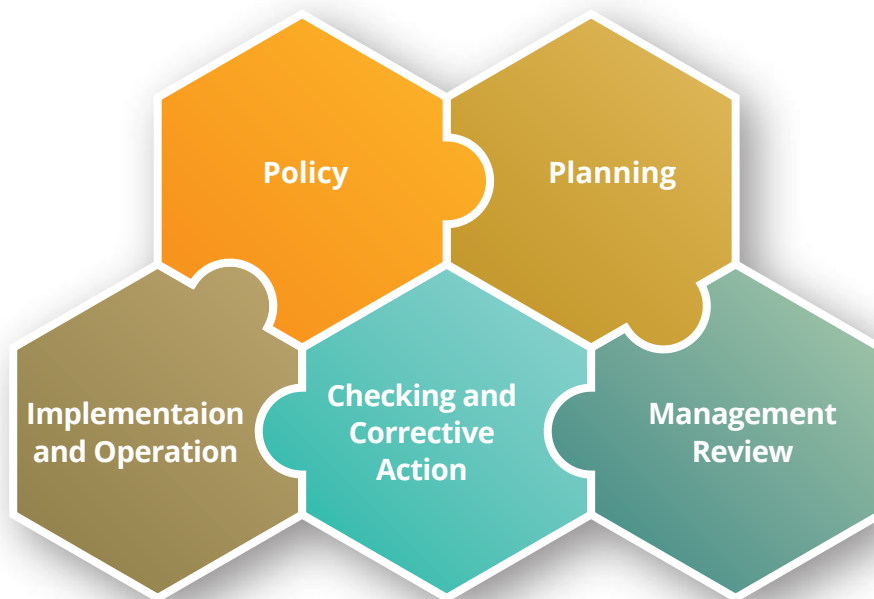 Policy
Planning
Implementaion
and Operation
Checking and
Corrective
Action
Management
Review